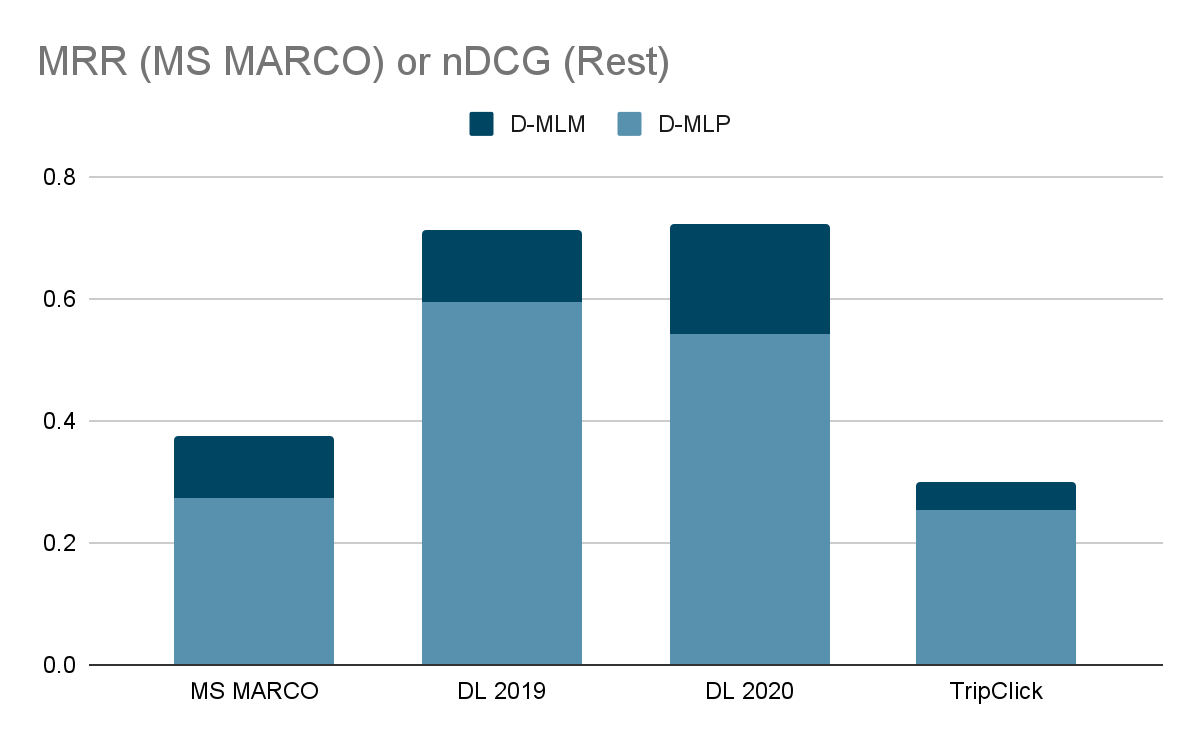 MRR (MS MARCO) or nDCG (Rest)
D-MLM D-MLP
0.8
0.6
0.4
0.2
0.0
MS MARCO DL 2019 DL 2020 TripClick